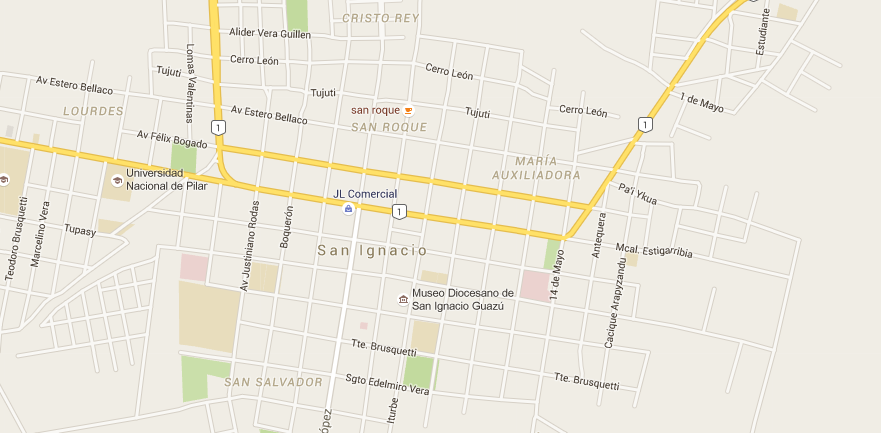 CRISTO REY
Alider Vera Guillen
Estudiante
Lomas Valentinas
Cerro León
Tujuti
Cerro León
Av Estero Bellaco
Tujuti
1 de Mayo
LOURDES
san roque
Tujuti
Cerro León
Av Estero Bellaco
SAN ROQUE
1
1
Av Félix Bogado
MARÍA
AUXILIADORA
Universidad
Nacional de Pilar
Pa'i Ykua
JL Comercial
1
Teodoro Brusquetti
Marcelino Vera
Tupasy
Av Justiniano Rodas
Boquerón
San Ignacio
Antequera
Mcal. Estigarribia
14 de Mayo
Cacique Arapyzandu
Museo Diocesano de
San Ignacio Guazú
Tte. Brusquetti
SAN SALVADOR
Sgto Edelmiro Vera
Tte. Brusquetti
Iturbe
ópez